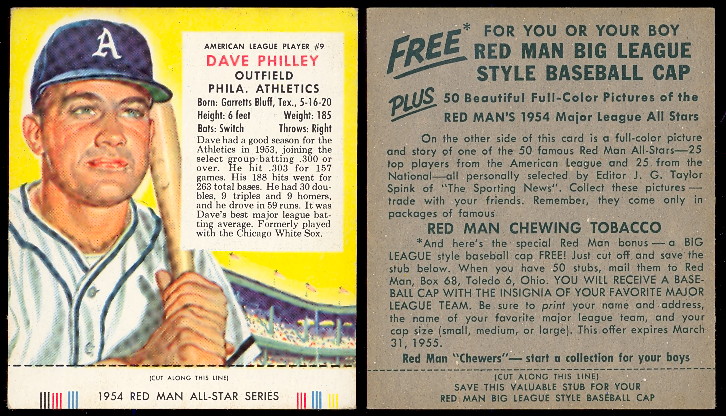 A
AMERICAN LEAGUE PLAYER #9
DAVE PHILLEY
OUTFIELD
PHILA. ATHLETICS
Born: Garretts Bluff, Tex., 5-16-20
Height: 6 feet Weight: 185
Bats: Switch Throws: Right
Dave had a good season for the
Athletics in 1953, joining the
select group batting .300 or
over. He hit .303 for 157
games. His 188 hits went for
263 total bases. He had 30 dou-
bles, 9 triples and 9 homers,
and he drove in 59 runs. It was
Dave's best major league bat-
ting average. Formerly played
with the Chicago White Sox.
(CUT ALONG THIS LINE)
1954 RED MAN ALL-STAR SERIES
FREE* FOR YOU OR YOUR BOY
RED MAN BIG LEAGUE
STYLE BASEBALL CAP
PLUS 50 Beautiful Full-Color Pictures of the
RED MAN'S 1954 Major League All Stars
On the other side of this card is a full-color picture
and story of one of the 50 famous Red Man All-Stars—25
top players from the American League and 25 from the
National—all personally selected by Editor J. G. Taylor
Spink of "The Sporting News". Collect these pictures—
trade with your friends. Remember, they come only in
packages of famous
RED MAN CHEWING TOBACCO
*And here's the special Red Man bonus—a BIG
LEAGUE style baseball cap FREE! Just cut off and save the
stub below. When you have 50 stubs, mail them to Red
Man, Box 68, Toledo 6, Ohio. YOU WILL RECEIVE A BASE-
BALL CAP WITH THE INSIGNIA OF YOUR FAVORITE MAJOR
LEAGUE TEAM. Be sure to print your name and address,
the name of your favorite major league team, and your
cap size (small, medium, or large). This offer expires March
31, 1955.
Red Man "Chewers"—start a collection for your boys
(CUT ALONG THIS LINE)
SAVE THIS VALUABLE STUB FOR YOUR
RED MAN BIG LEAGUE STYLE BASEBALL CAP